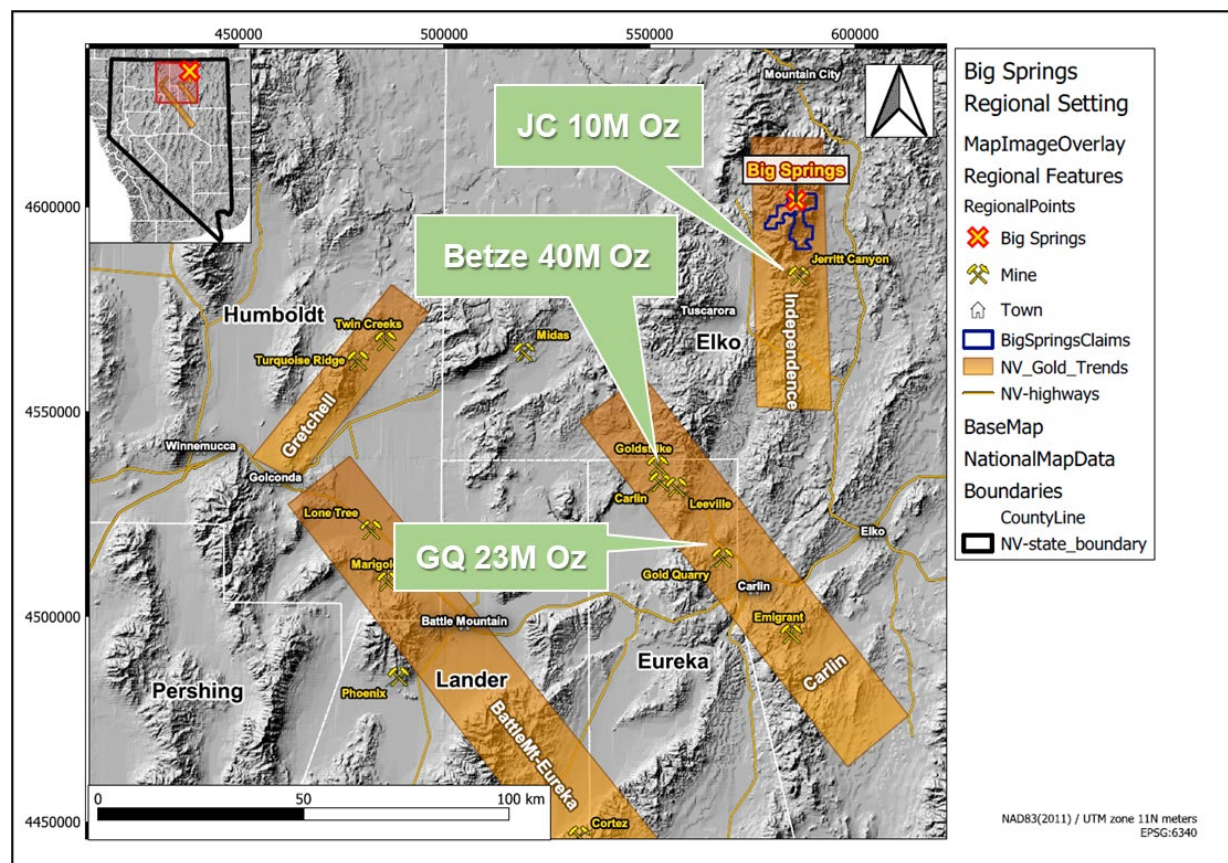 450000
500000
550000
600000
4600000
4550000
4500000
4450000
Mountain City
JC 10M Oz
Big Springs
Betze 40M Oz
Jerritt Canyon
Humboldt
Twin Creeks
Turquoise Ridge
Midas
Tuscarora
Elko
Independence
Getchell
Winnemucca
Golconda
Goldstrike
Lone Tree
Carlin
Leeville
Elko
GQ 23M Oz
Marigol
Gold Quarry
Carlin
Battle Mountain
Emigrant
Eureka
Pershing
Phoenix
Lander
Carlin
BattleMt-Eureka
Cortez
0
50
100 km
Big Springs
Regional Setting
MapImageOverlay
Regional Features
RegionalPoints
Big Springs
Mine
Town
BigSpringsClaims
NV_Gold_Trends
NV-highways
BaseMap
NationalMapData
Boundaries
CountyLine
NV-state_boundary
NAD83(2011) / UTM zone 11N meters
EPSG:6340